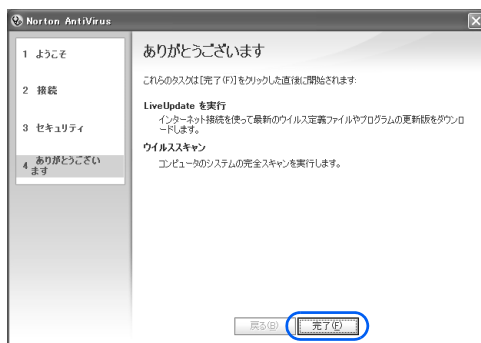 Norton AntiVirus
1 ようこそ
2 接続
3 セキュリティ
4 ありがとうござい
ます
ありがとうございます
これらのタスクは[完了(F)]をクリックした直後に開始されます:
LiveUpdate を実行
インターネット接続を使って最新のウイルス定義ファイルやプログラムの更新版をダウンロ
ードします。
ウイルススキャン
コンピュータのシステムの完全スキャンを実行します。
戻る(B)
完了(F)